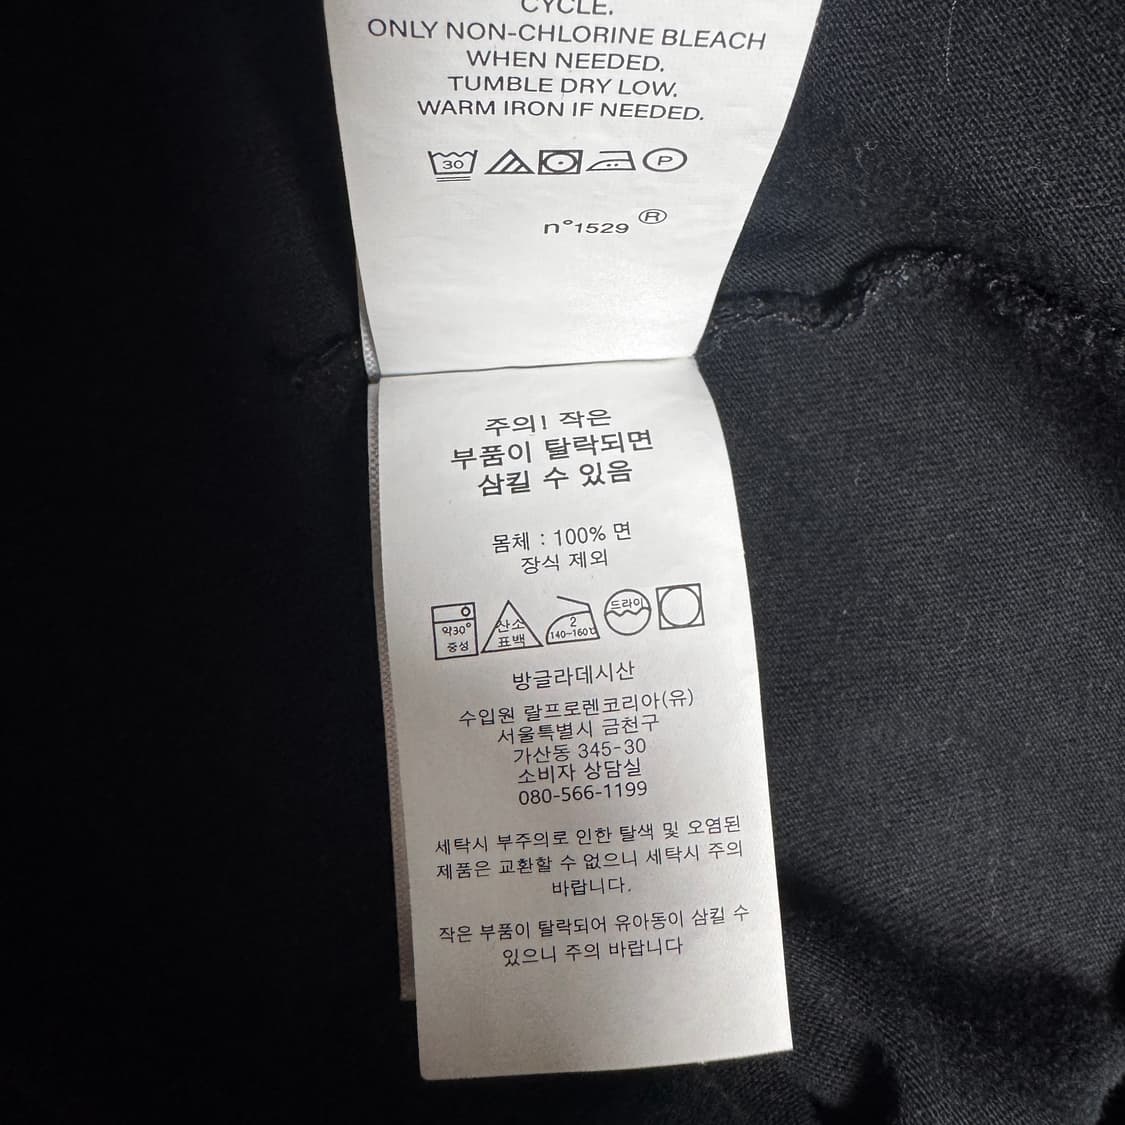 CYCLE.
ONLY NON-CHLORINE BLEACH
WHEN NEEDED.
TUMBLE DRY LOW.
WARM IRON IF NEEDED.
30 P
n°1529 ®
주의! 작은
부품이 탈락되면
삼킬 수 있음
몸체 : 100% 면
장식 제외
약30° 중성 산소 표백 2 140~160℃ 드라이
방글라데시산
수입원 랄프로렌코리아(유)
서울특별시 금천구
가산동 345-30
소비자 상담실
080-566-1199
세탁시 부주의로 인한 탈색 및 오염된
제품은 교환할 수 없으니 세탁시 주의
바랍니다.
작은 부품이 탈락되어 유아동이 삼킬 수
있으니 주의 바랍니다